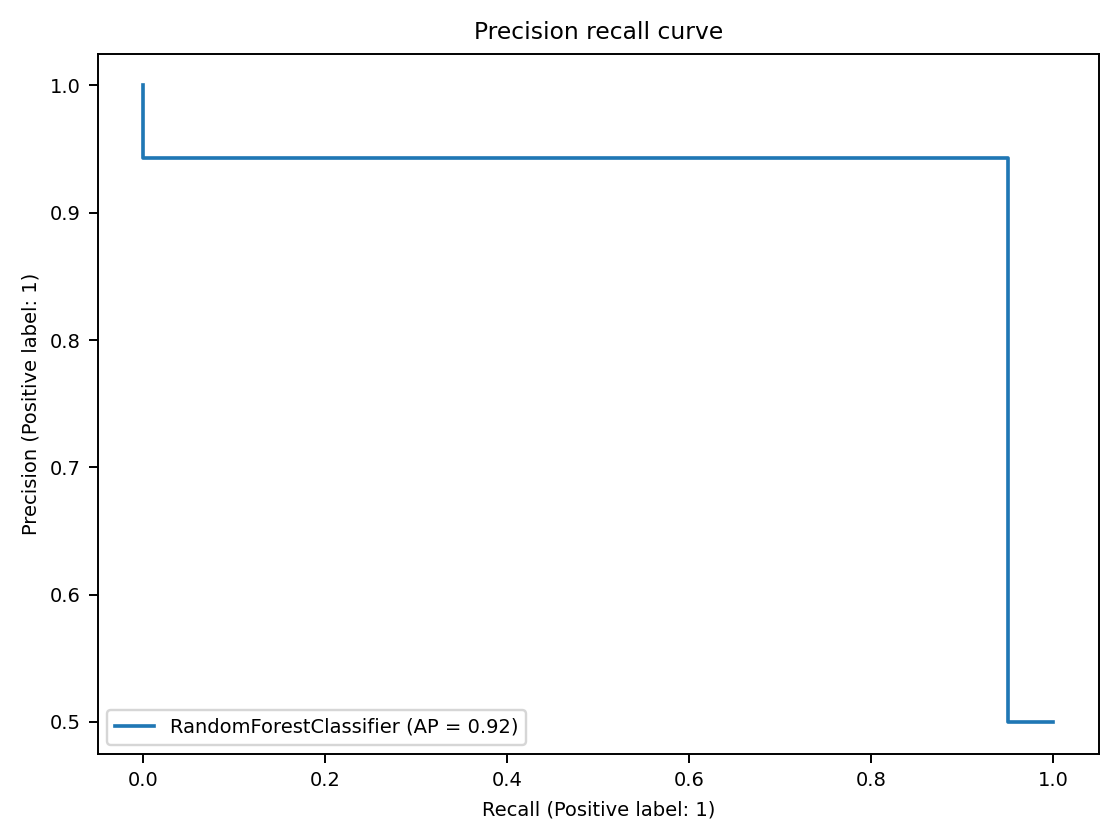 Precision recall curve
1.0
0.9
0.8
0.7
0.6
0.5
Precision (Positive label: 1)
RandomForestClassifier (AP = 0.92)
0.0 0.2 0.4 0.6 0.8 1.0
Recall (Positive label: 1)